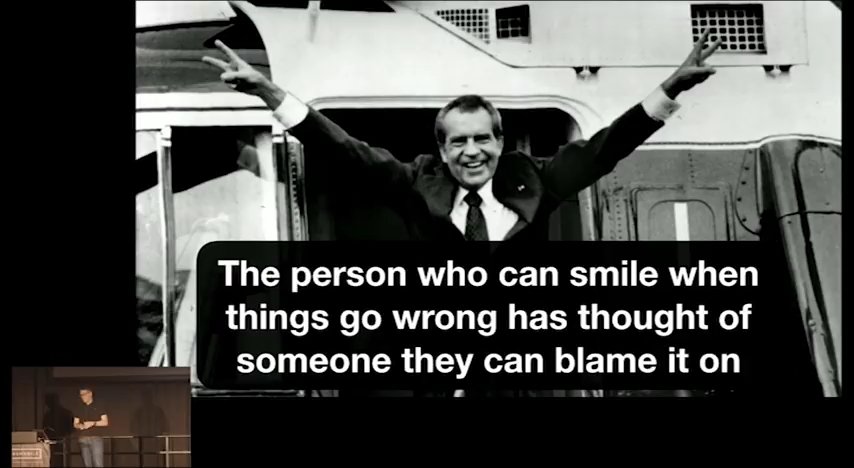 The person who can smile when
things go wrong has thought of
someone they can blame it on